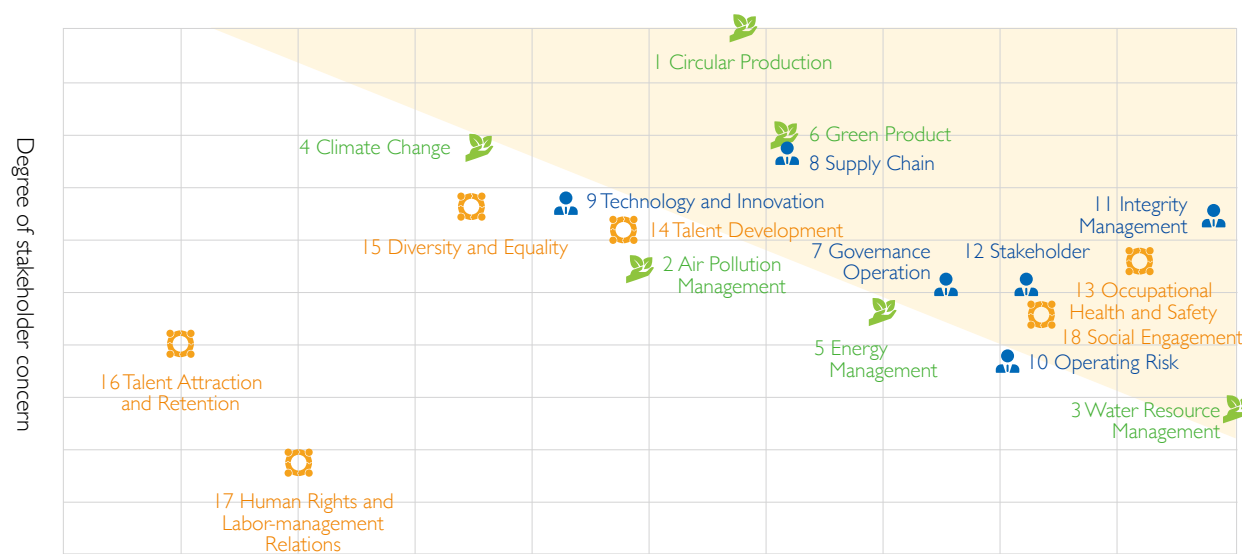 Degree of stakeholder concern
1 Circular Production
6 Green Product
4 Climate Change
8 Supply Chain
9 Technology and Innovation
11 Integrity
Management
14 Talent Development
15 Diversity and Equality
7 Governance
Operation
12 Stakeholder
2 Air Pollution
Management
13 Occupational
Health and Safety
18 Social Engagement
5 Energy
Management
10 Operating Risk
16 Talent Attraction
and Retention
3 Water Resource
Management
17 Human Rights and
Labor-management
Relations